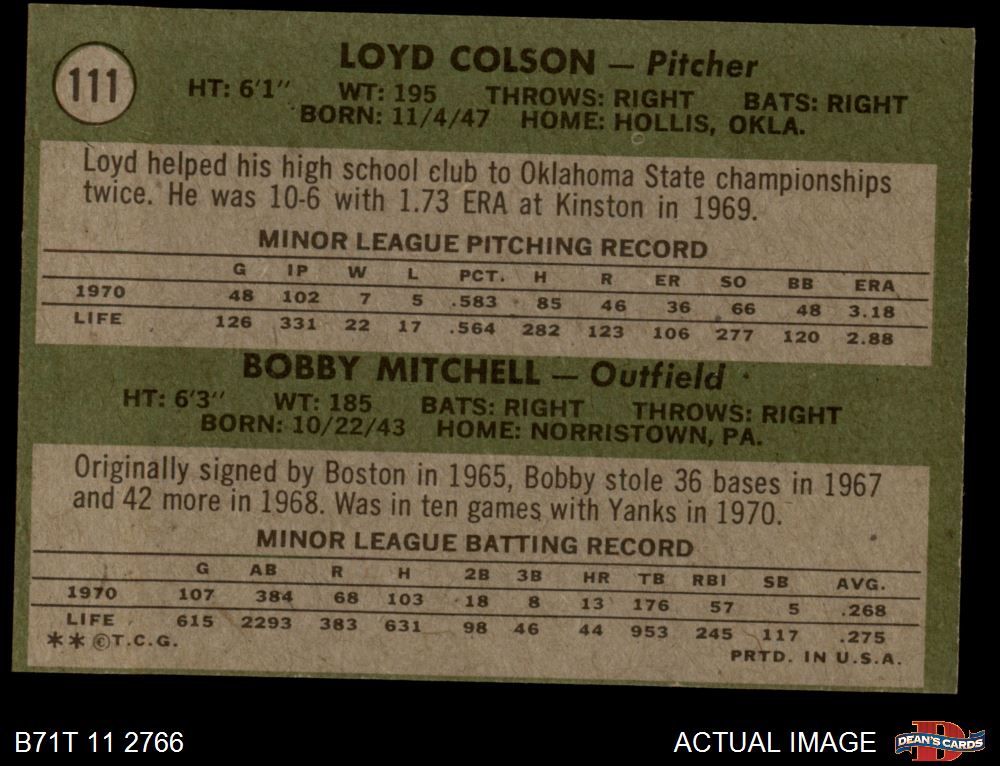 111
LOYD COLSON — Pitcher
HT: 6'1" WT: 195 THROWS: RIGHT BATS: RIGHT
BORN: 11/4/47 HOME: HOLLIS, OKLA.
Loyd helped his high school club to Oklahoma State championships
twice. He was 10-6 with 1.73 ERA at Kinston in 1969.
MINOR LEAGUE PITCHING RECORD
G IP W L PCT. H R ER SO BB ERA
1970 48 102 7 5 .583 85 46 36 66 48 3.18
LIFE 126 331 22 17 .564 282 123 106 277 120 2.88
BOBBY MITCHELL — Outfield
HT: 6'3" WT: 185 BATS: RIGHT THROWS: RIGHT
BORN: 10/22/43 HOME: NORRISTOWN, PA.
Originally signed by Boston in 1965, Bobby stole 36 bases in 1967
and 42 more in 1968. Was in ten games with Yanks in 1970.
MINOR LEAGUE BATTING RECORD
G AB R H 2B 3B HR TB RBI SB AVG.
1970 107 384 68 103 18 8 13 176 57 5 .268
LIFE 615 2293 383 631 98 46 44 953 245 117 .275
**©T.C.G. PRTD. IN U.S.A.
B71T 11 2766 ACTUAL IMAGE DEAN'S CARDS